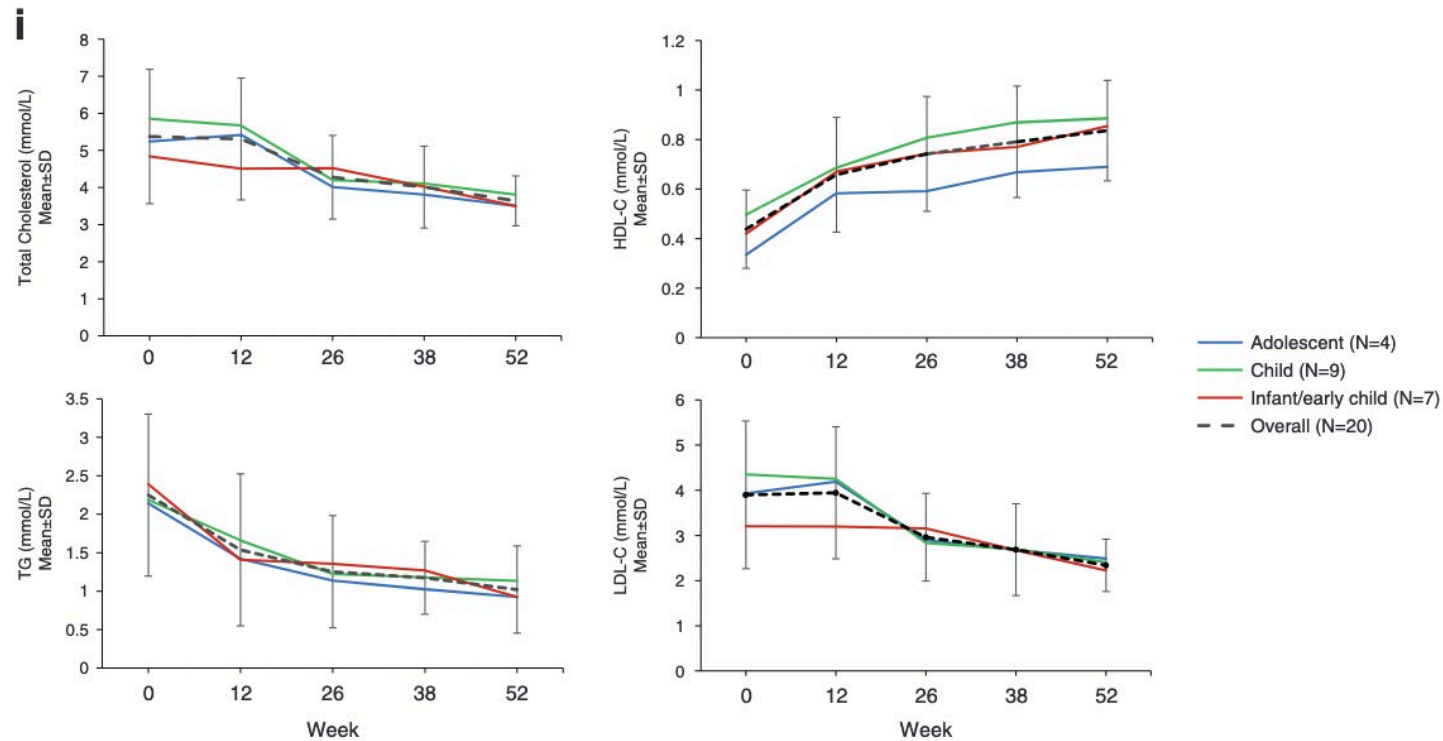 i
Total Cholesterol (mmol/L)
Mean±SD
8
7
6
5
4
3
2
1
0
0 12 26 38 52
HDL-C (mmol/L)
Mean±SD
1.2
1
0.8
0.6
0.4
0.2
0
0 12 26 38 52
TG (mmol/L)
Mean±SD
3.5
3
2.5
2
1.5
1
0.5
0
0 12 26 38 52
Week
LDL-C (mmol/L)
Mean±SD
6
5
4
3
2
1
0
0 12 26 38 52
Week
Adolescent (N=4)
Child (N=9)
Infant/early child (N=7)
Overall (N=20)